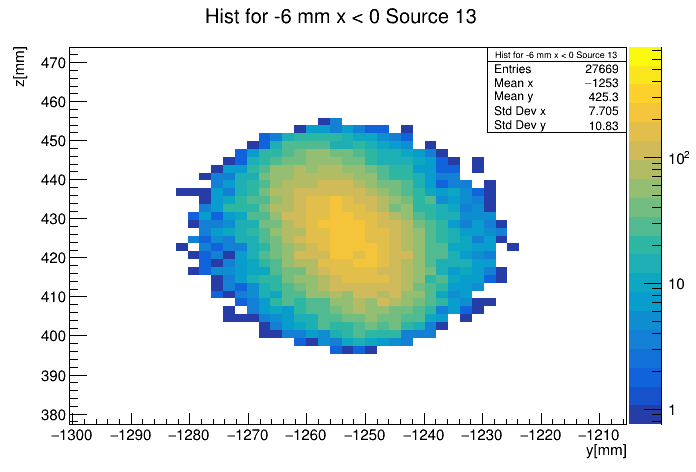 Hist for -6 mm x < 0 Source 13
z[mm]
470
460
450
440
430
420
410
400
390
380
−1300 −1290 −1280 −1270 −1260 −1250 −1240 −1230 −1220 −1210
y[mm]
Hist for -6 mm x < 0 Source 13
Entries 27669
Mean x −1253
Mean y 425.3
Std Dev x 7.705
Std Dev y 10.83
10²
10
1